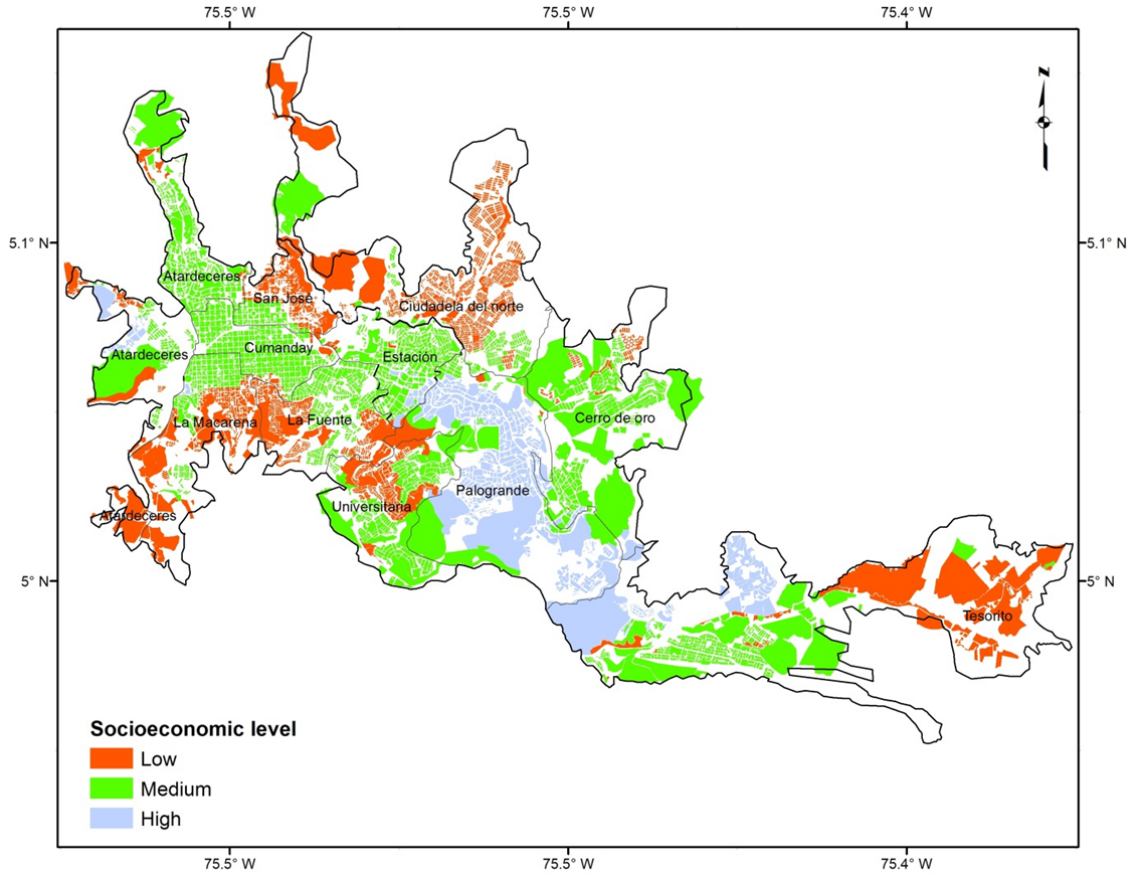 75.5° W
75.5° W
75.4° W
N
5.1° N
5.1° N
Atardeceres
San José
Ciudadela del norte
Atardeceres
Cumanday
Estación
La Macarena
La Fuente
Cerro de oro
Palogrande
Universitaria
Atardeceres
5° N
5° N
Tesorito
Socioeconomic level
Low
Medium
High
75.5° W
75.5° W
75.4° W